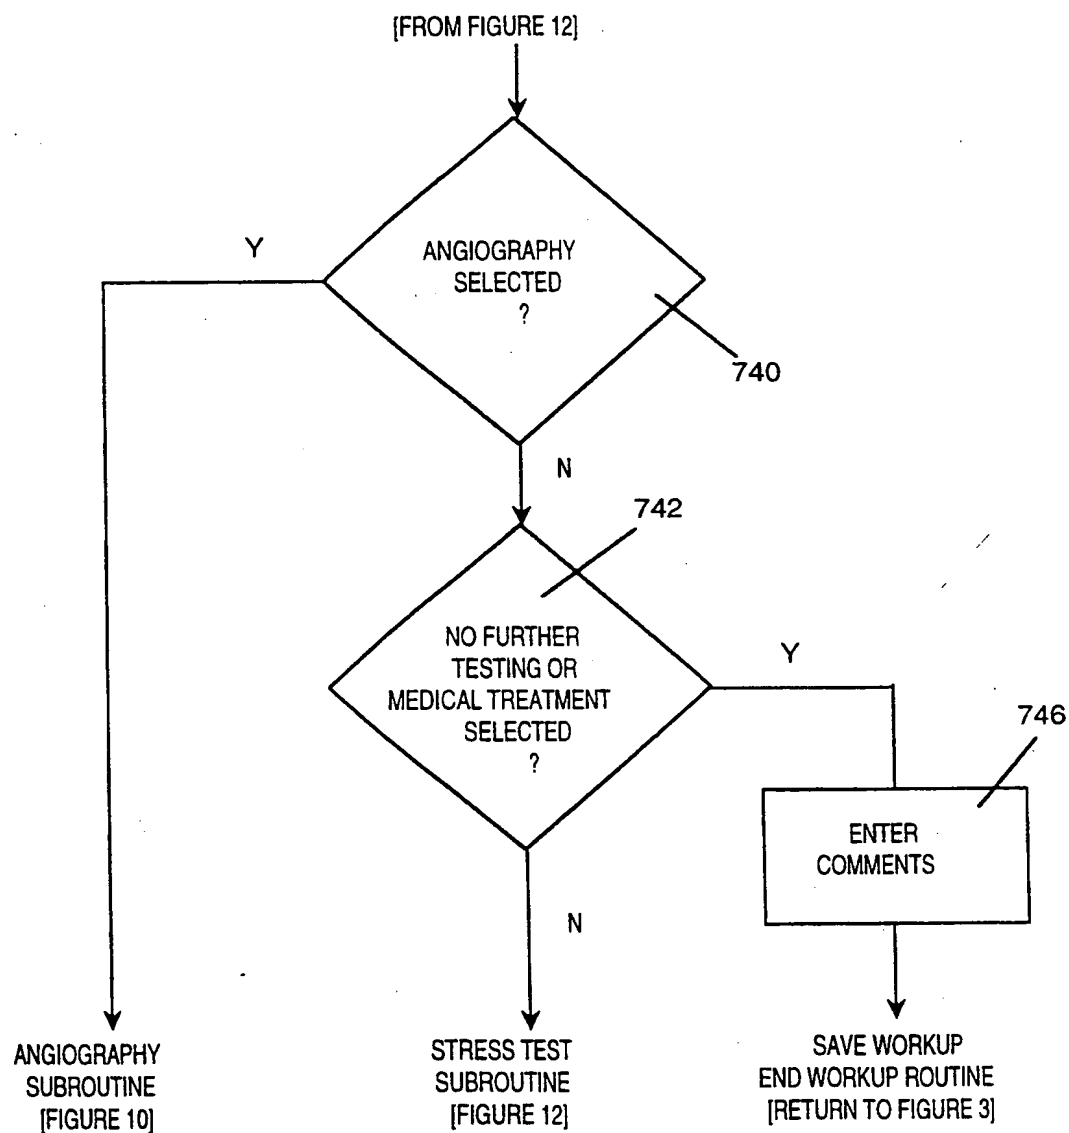 [FROM FIGURE 12]
Y
ANGIOGRAPHY
SELECTED
?
740
N
742
NO FURTHER
TESTING OR
MEDICAL TREATMENT
SELECTED
?
Y
746
ENTER
COMMENTS
N
ANGIOGRAPHY
SUBROUTINE
[FIGURE 10]
STRESS TEST
SUBROUTINE
[FIGURE 12]
SAVE WORKUP
END WORKUP ROUTINE
[RETURN TO FIGURE 3]